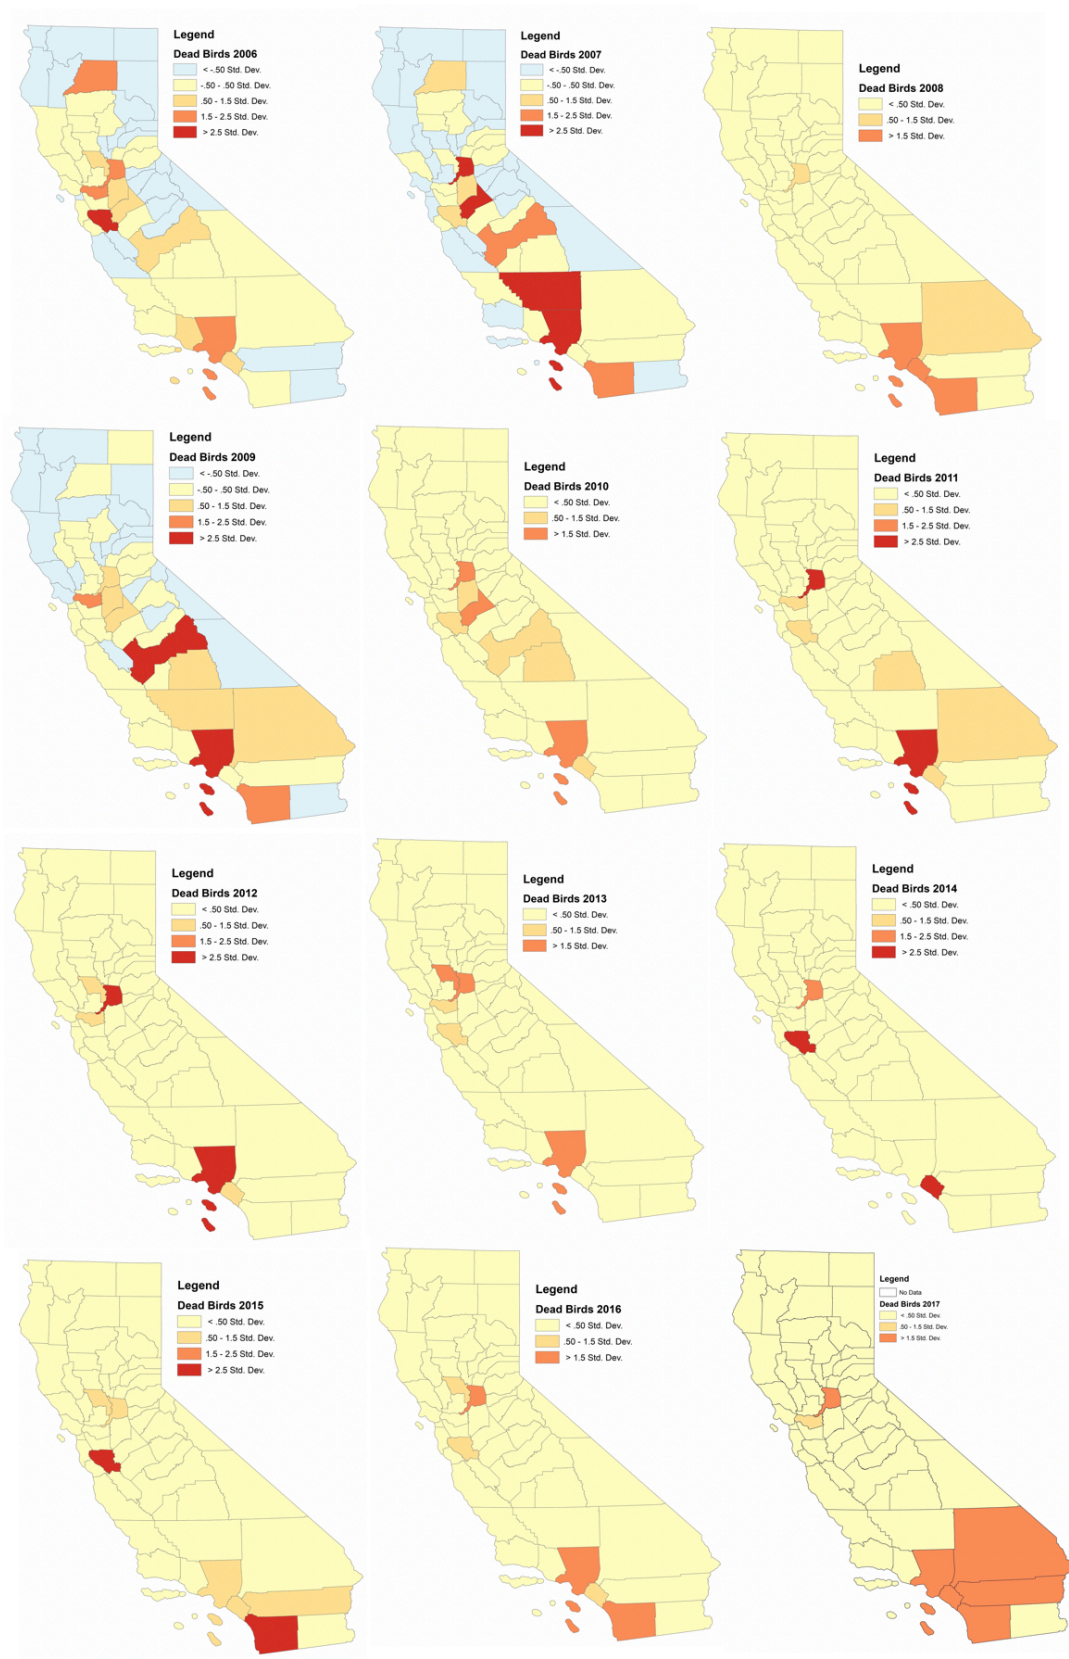 Legend
Dead Birds 2006
< -.50 Std. Dev.
-.50 - .50 Std. Dev.
.50 - 1.5 Std. Dev.
1.5 - 2.5 Std. Dev.
> 2.5 Std. Dev.
Legend
Dead Birds 2007
< -.50 Std. Dev.
-.50 - .50 Std. Dev.
.50 - 1.5 Std. Dev.
1.5 - 2.5 Std. Dev.
> 2.5 Std. Dev.
Legend
Dead Birds 2008
< .50 Std. Dev.
.50 - 1.5 Std. Dev.
> 1.5 Std. Dev.
Legend
Dead Birds 2009
< -.50 Std. Dev.
-.50 - .50 Std. Dev.
.50 - 1.5 Std. Dev.
1.5 - 2.5 Std. Dev.
> 2.5 Std. Dev.
Legend
Dead Birds 2010
< .50 Std. Dev.
.50 - 1.5 Std. Dev.
> 1.5 Std. Dev.
Legend
Dead Birds 2011
< .50 Std. Dev.
.50 - 1.5 Std. Dev.
1.5 - 2.5 Std. Dev.
> 2.5 Std. Dev.
Legend
Dead Birds 2012
< .50 Std. Dev.
.50 - 1.5 Std. Dev.
1.5 - 2.5 Std. Dev.
> 2.5 Std. Dev.
Legend
Dead Birds 2013
< .50 Std. Dev.
.50 - 1.5 Std. Dev.
> 1.5 Std. Dev.
Legend
Dead Birds 2014
< .50 Std. Dev.
.50 - 1.5 Std. Dev.
1.5 - 2.5 Std. Dev.
> 2.5 Std. Dev.
Legend
Dead Birds 2015
< .50 Std. Dev.
.50 - 1.5 Std. Dev.
1.5 - 2.5 Std. Dev.
> 2.5 Std. Dev.
Legend
Dead Birds 2016
< .50 Std. Dev.
.50 - 1.5 Std. Dev.
> 1.5 Std. Dev.
Legend
No Data
Dead Birds 2017
< .50 Std. Dev.
.50 - 1.5 Std. Dev.
> 1.5 Std. Dev.